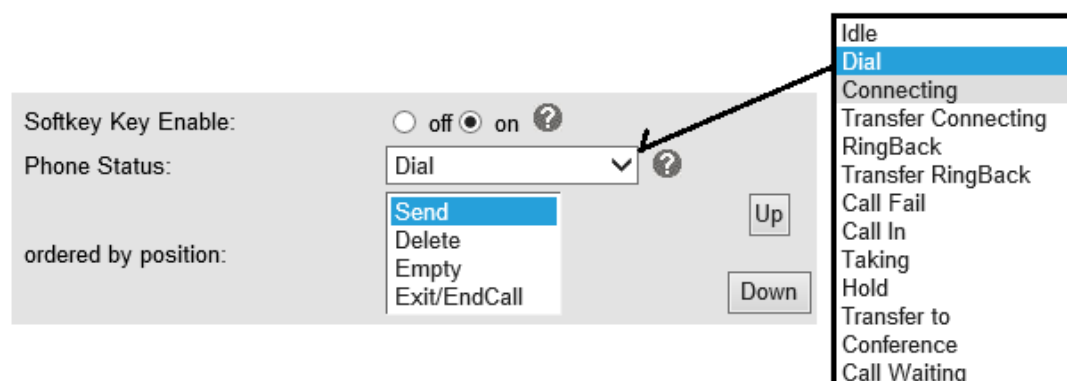 Softkey Key Enable: off on
Phone Status: Dial
ordered by position:
Send
Delete
Empty
Exit/EndCall
Up
Down
Idle
Dial
Connecting
Transfer Connecting
RingBack
Transfer RingBack
Call Fail
Call In
Taking
Hold
Transfer to
Conference
Call Waiting